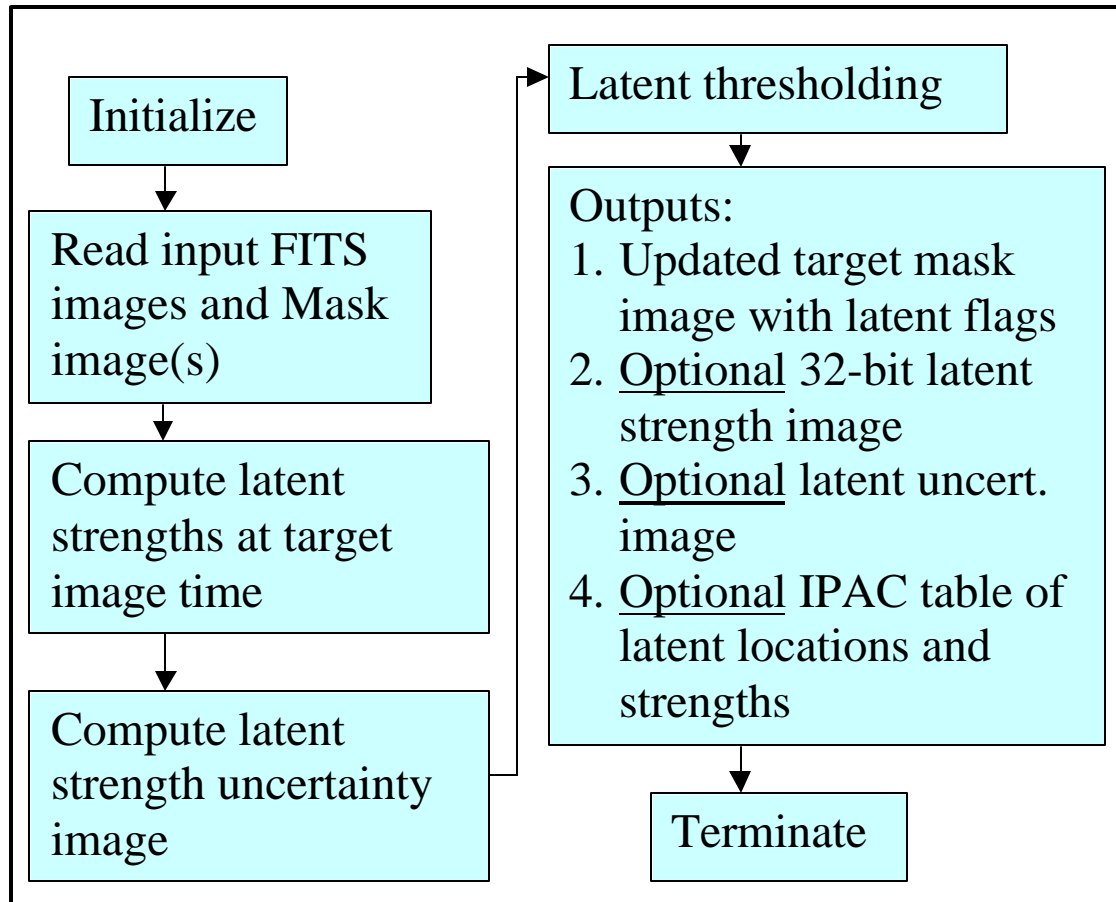 Initialize
Read input FITS
images and Mask
image(s)
Compute latent
strengths at target
image time
Compute latent
strength uncertainty
image
Latent thresholding
Outputs:
1. Updated target mask
image with latent flags
2. Optional 32-bit latent
strength image
3. Optional latent uncert.
image
4. Optional IPAC table of
latent locations and
strengths
Terminate